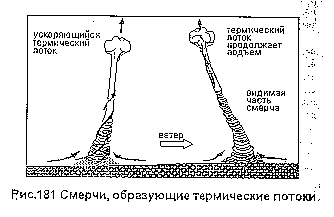 ускоряющийся
термический
поток
термический
поток
продолжает
подъем
видимая
часть
смерча
ветер
Рис.181 Смерчи, образующие термические потоки.